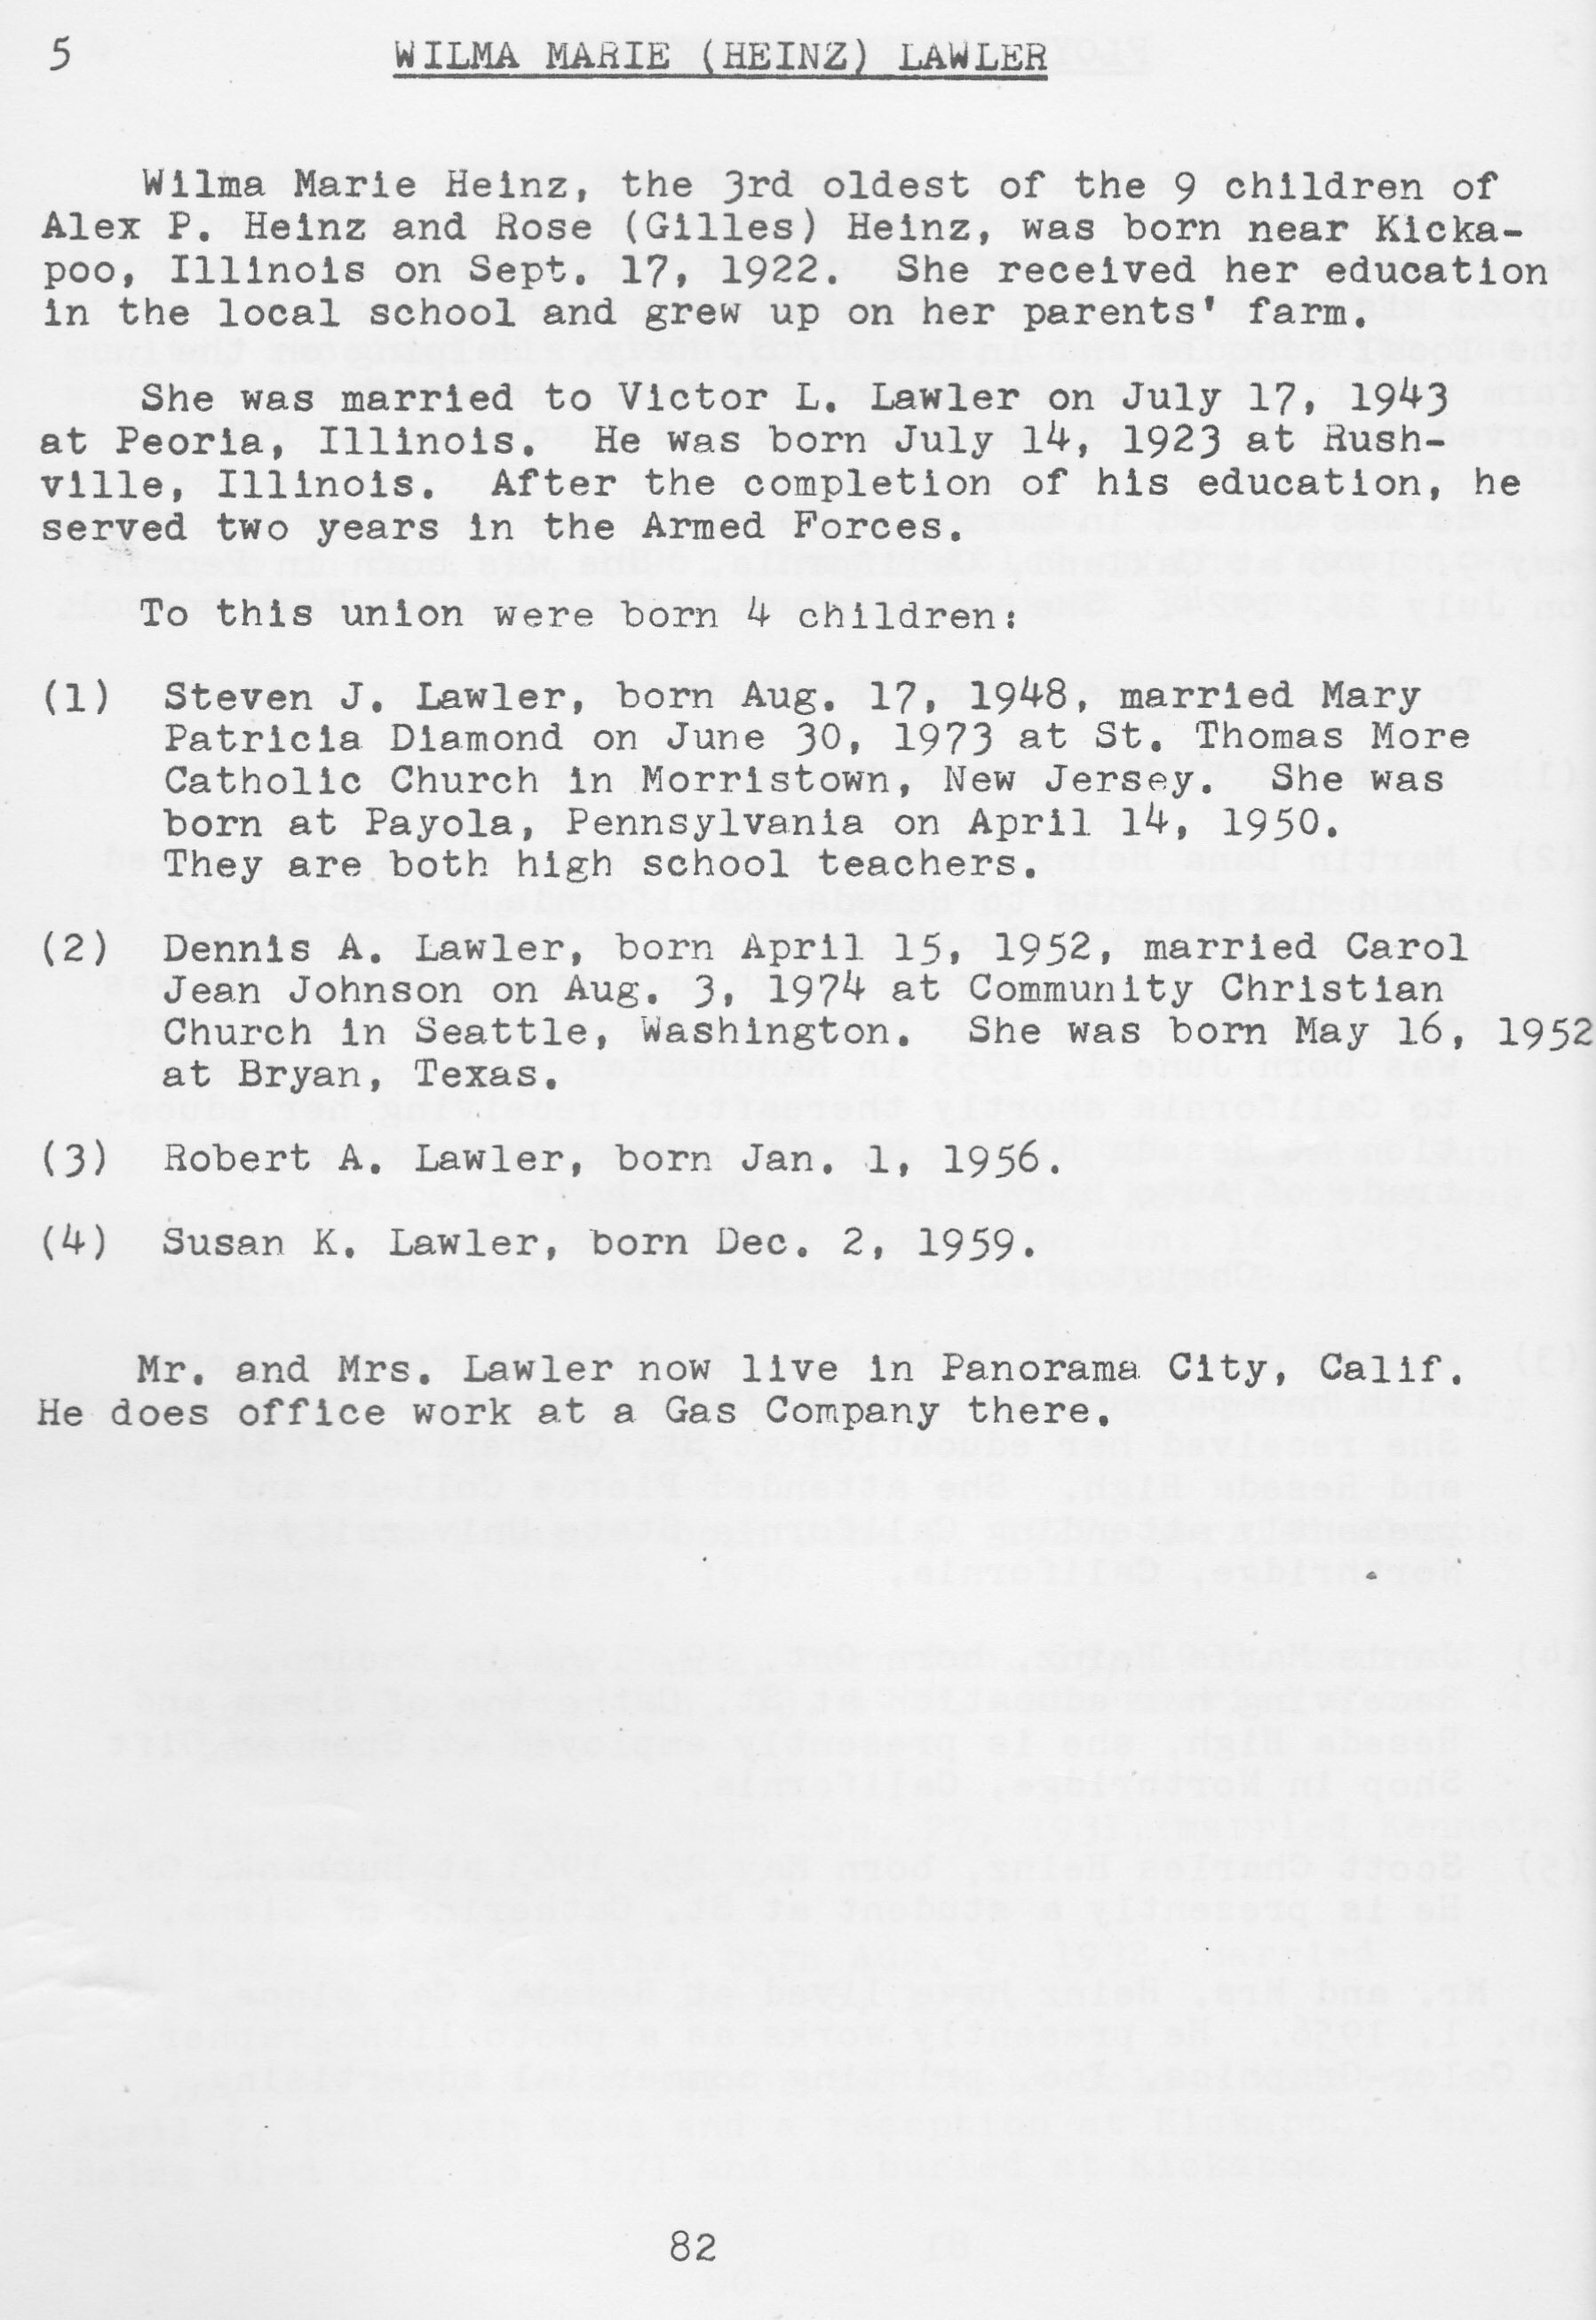 5 WILMA MARIE (HEINZ) LAWLER
Wilma Marie Heinz, the 3rd oldest of the 9 children of
Alex P. Heinz and Rose (Gilles) Heinz, was born near Kicka-
poo, Illinois on Sept. 17, 1922. She received her education
in the local school and grew up on her parents' farm.
She was married to Victor L. Lawler on July 17, 1943
at Peoria, Illinois. He was born July 14, 1923 at Rush-
ville, Illinois. After the completion of his education, he
served two years in the Armed Forces.
To this union were born 4 children:
(1) Steven J. Lawler, born Aug. 17, 1948, married Mary
Patricia Diamond on June 30, 1973 at St. Thomas More
Catholic Church in Morristown, New Jersey. She was
born at Payola, Pennsylvania on April 14, 1950.
They are both high school teachers.
(2) Dennis A. Lawler, born April 15, 1952, married Carol
Jean Johnson on Aug. 3, 1974 at Community Christian
Church in Seattle, Washington. She was born May 16, 1952
at Bryan, Texas.
(3) Robert A. Lawler, born Jan. 1, 1956.
(4) Susan K. Lawler, born Dec. 2, 1959.
Mr. and Mrs. Lawler now live in Panorama City, Calif.
He does office work at a Gas Company there.
82